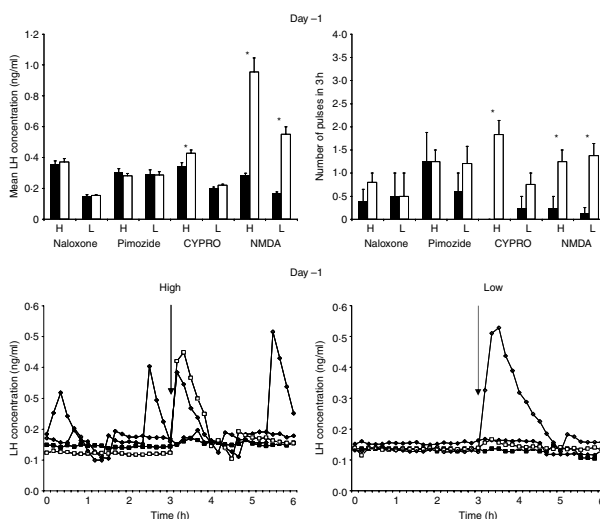 Day –1
Mean LH concentration (ng/ml)
1·2
1·0
0·8
0·6
0·4
0·2
0
*
*
*
H L H L H L H L
Naloxone Pimozide CYPRO NMDA
Number of pulses in 3h
4·0
3·5
3·0
2·5
2·0
1·5
1·0
0·5
0
*
*
*
H L H L H L H L
Naloxone Pimozide CYPRO NMDA
Day –1
High
LH concentration (ng/ml)
0·6
0·5
0·4
0·5
0·2
0·1
0·0
0 1 2 3 4 5 6
Time (h)
Low
LH concentration (ng/ml)
0·6
0·5
0·4
0·3
0·2
0·1
0·0
0 1 2 3 4 5 6
Time (h)